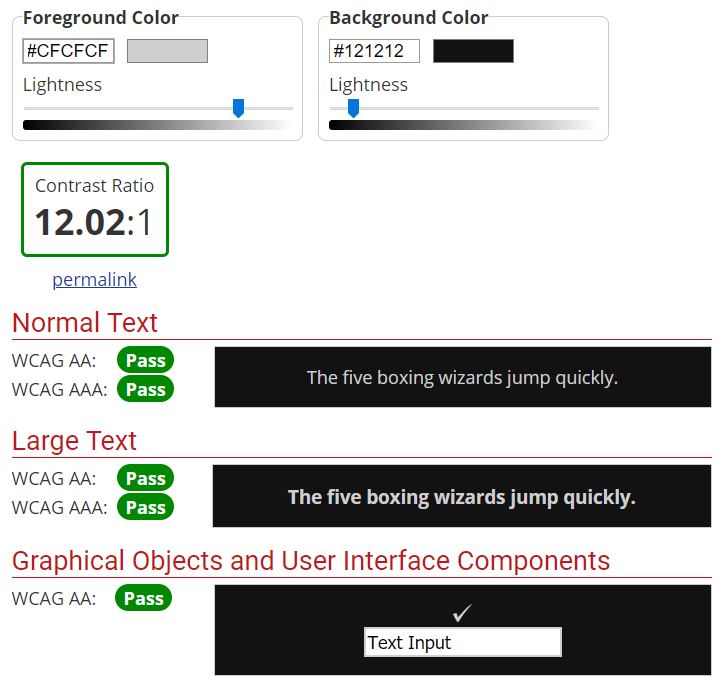 Foreground Color
#CFCFCF
Lightness
Background Color
#121212
Lightness
Contrast Ratio
12.02:1
permalink
Normal Text
WCAG AA: Pass
WCAG AAA: Pass
The five boxing wizards jump quickly.
Large Text
WCAG AA: Pass
WCAG AAA: Pass
The five boxing wizards jump quickly.
Graphical Objects and User Interface Components
WCAG AA: Pass
✓
Text Input